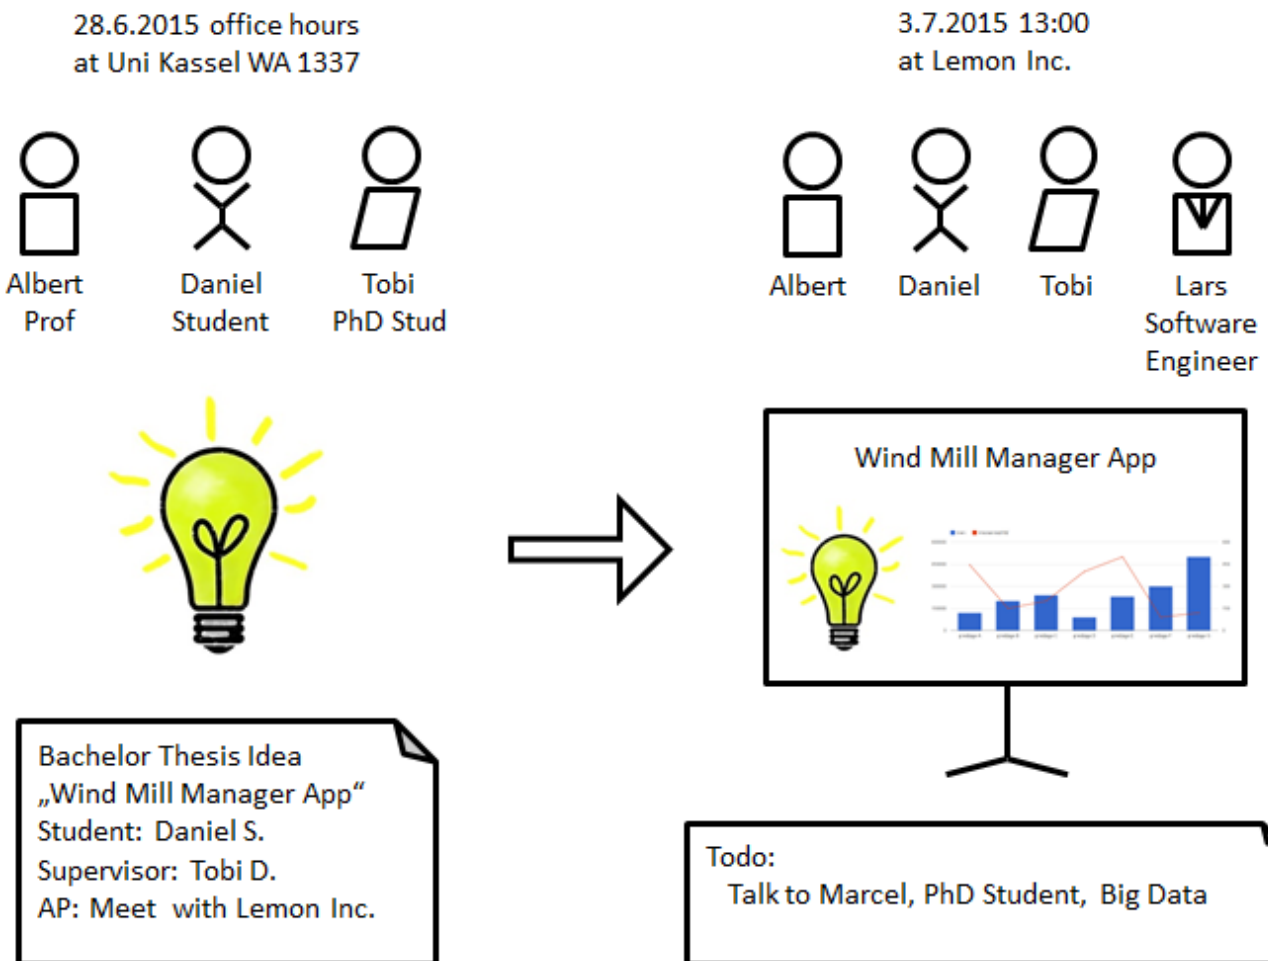 28.6.2015 office hours
at Uni Kassel WA 1337
Albert
Prof
Daniel
Student
Tobi
PhD Stud
Bachelor Thesis Idea
„Wind Mill Manager App“
Student: Daniel S.
Supervisor: Tobi D.
AP: Meet with Lemon Inc.
3.7.2015 13:00
at Lemon Inc.
Albert
Daniel
Tobi
Lars
Software
Engineer
Wind Mill Manager App
Todo:
Talk to Marcel, PhD Student, Big Data